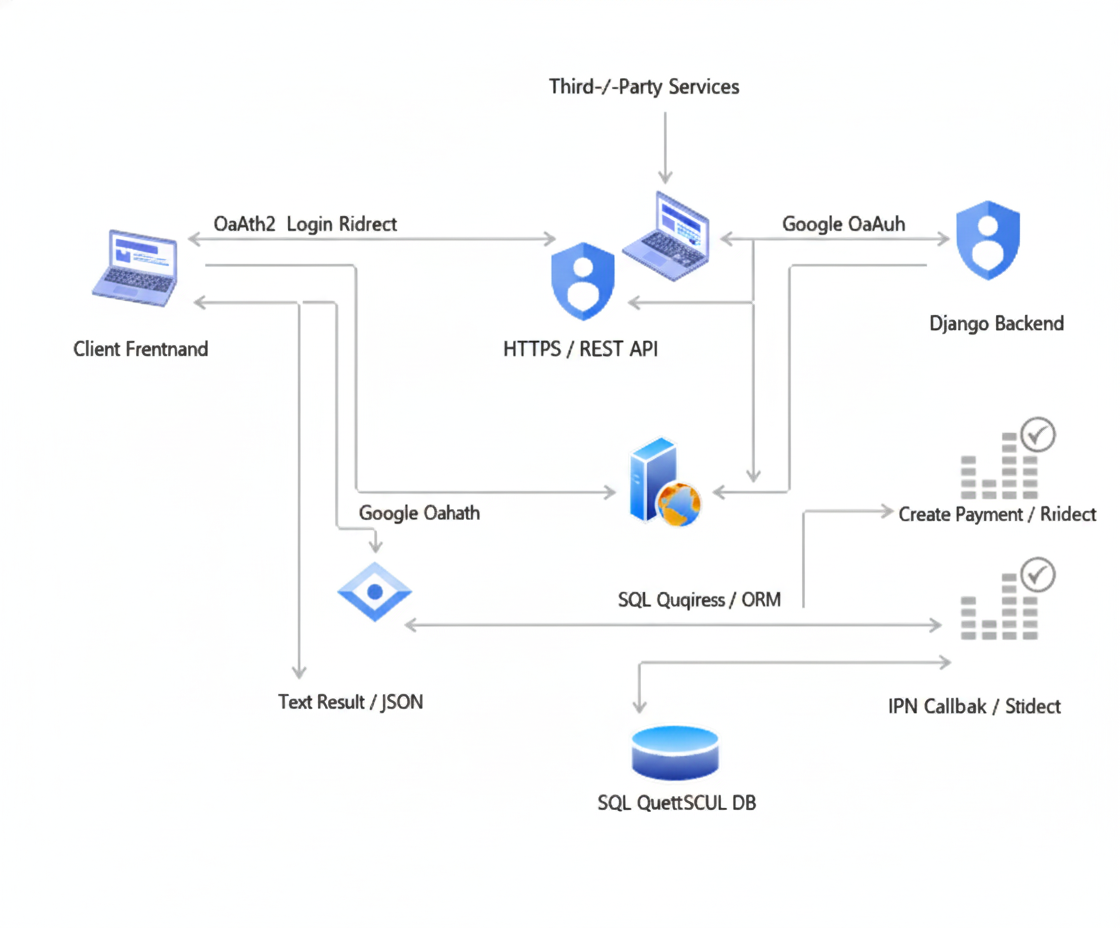 Third-/-Party Services
OaAth2 Login Ridrect
Google OaAuh
Client Frentnand
HTTPS / REST API
Django Backend
Google Oahath
Create Payment / Rridect
SQL Quqiress / ORM
Text Result / JSON
IPN Callbak / Stidect
SQL QuettSCUL DB